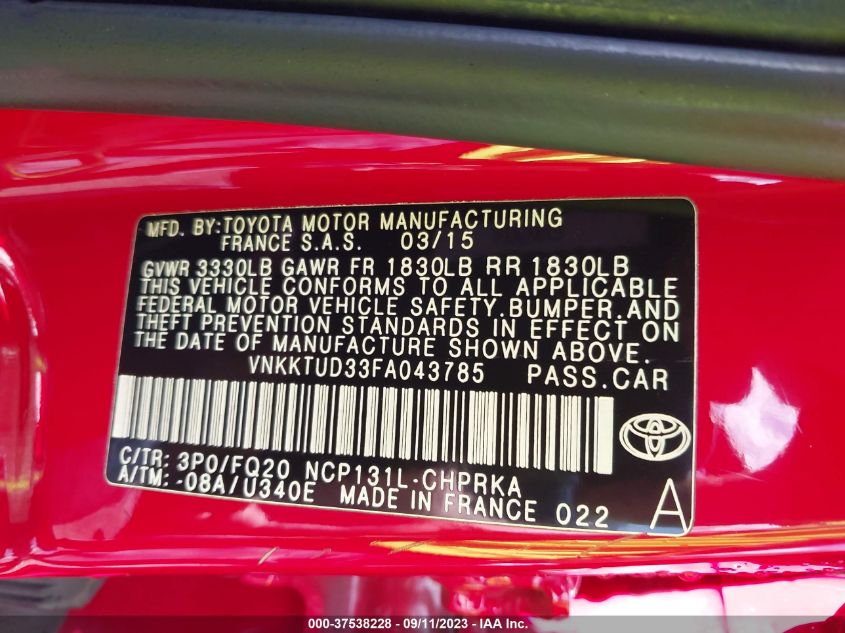 MFD. BY:TOYOTA MOTOR MANUFACTURING
FRANCE S.A.S. 03/15
GVWR 3330LB GAWR FR 1830LB RR 1830LB
THIS VEHICLE CONFORMS TO ALL APPLICABLE
FEDERAL MOTOR VEHICLE SAFETY.BUMPER.AND
THEFT PREVENTION STANDARDS IN EFFECT ON
THE DATE OF MANUFACTURE SHOWN ABOVE.
VNKKTUD33FA043785 PASS.CAR
C/TR: 3P0/FQ20 NCP131L-CHPRKA
A/TM: -08A/U340E MADE IN FRANCE 022 A
000-37538228 - 09/11/2023 - IAA Inc.